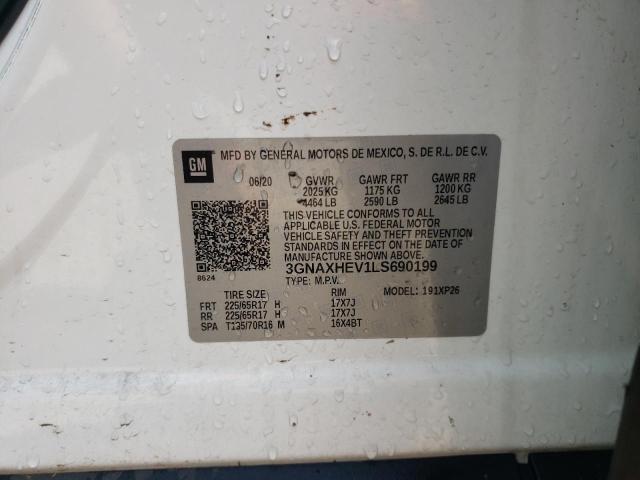 GM
MFD BY GENERAL MOTORS DE MEXICO, S. DE R.L. DE C.V.
06/20 GVWR GAWR FRT GAWR RR
2025 KG 1175 KG 1200 KG
4464 LB 2590 LB 2645 LB
THIS VEHICLE CONFORMS TO ALL
APPLICABLE U.S. FEDERAL MOTOR
VEHICLE SAFETY AND THEFT
PREVENTION STANDARDS IN EFFECT
ON THE DATE OF
MANUFACTURE SHOWN ABOVE.
3GNAXHEV1LS690199
8624
TYPE: M.P.V. MODEL: 191XP26
TIRE SIZE RIM
FRT 225/65R17 H 17X7J
RR 225/65R17 H 17X7J
SPA T135/70R16 M 16X4BT